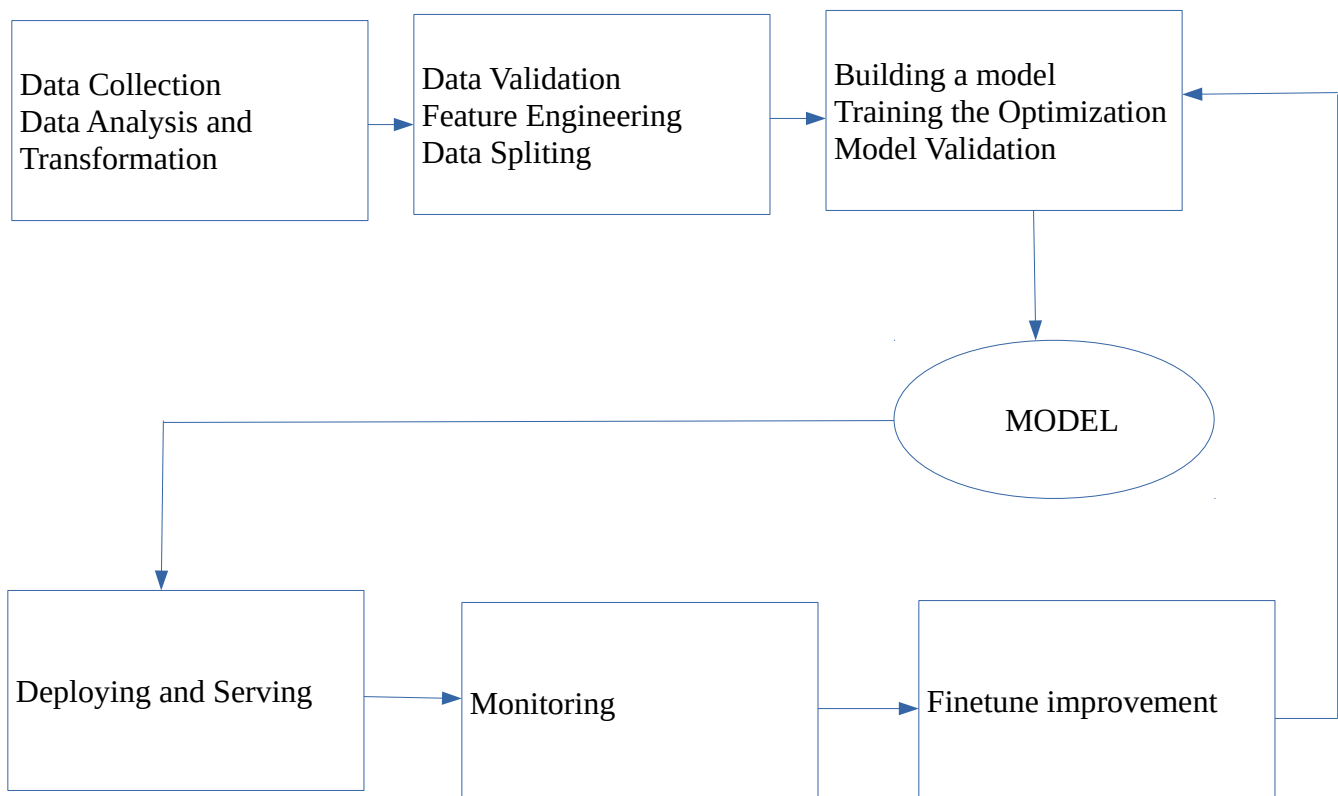 Data Collection
Data Analysis and
Transformation
Data Validation
Feature Engineering
Data Spliting
Building a model
Training the Optimization
Model Validation
MODEL
Deploying and Serving
Monitoring
Finetune improvement